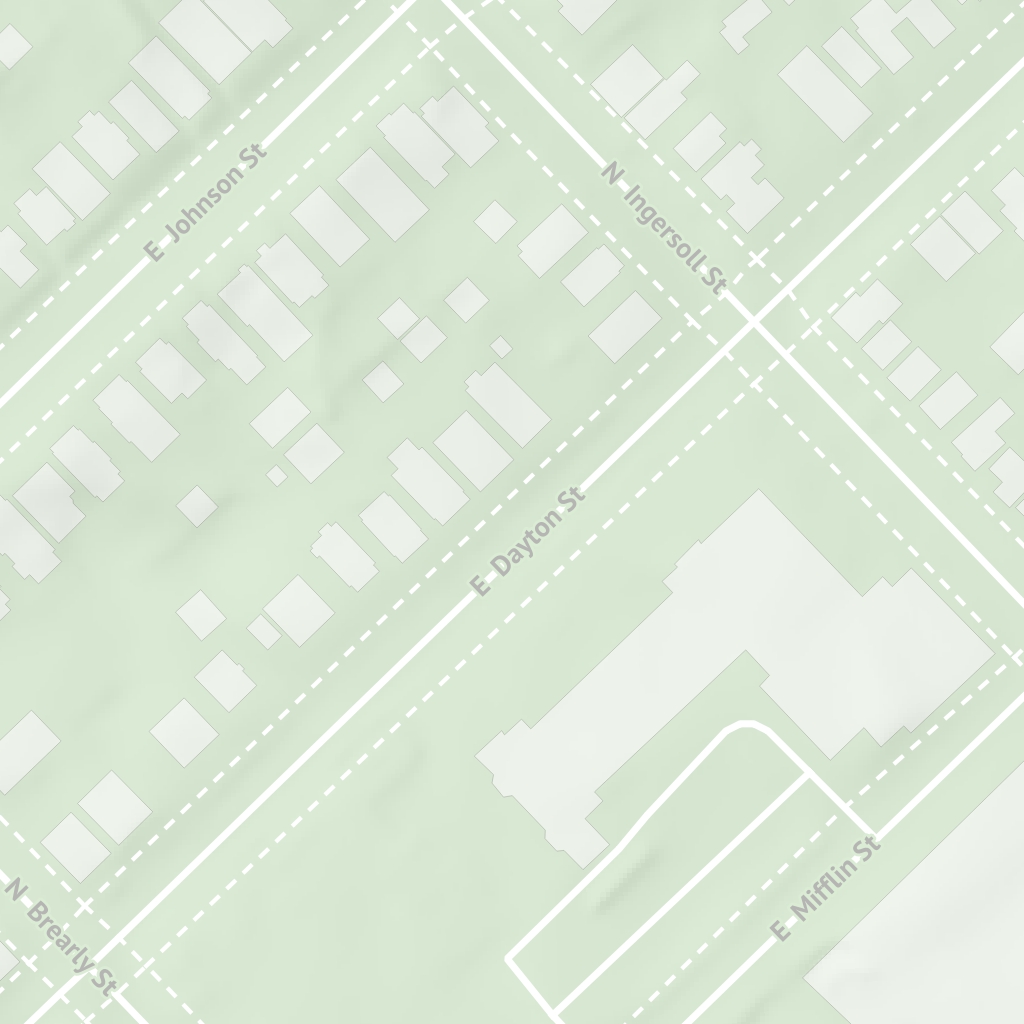 E Johnson St
N Ingersoll St
E Dayton St
E Mifflin St
N Brearly St